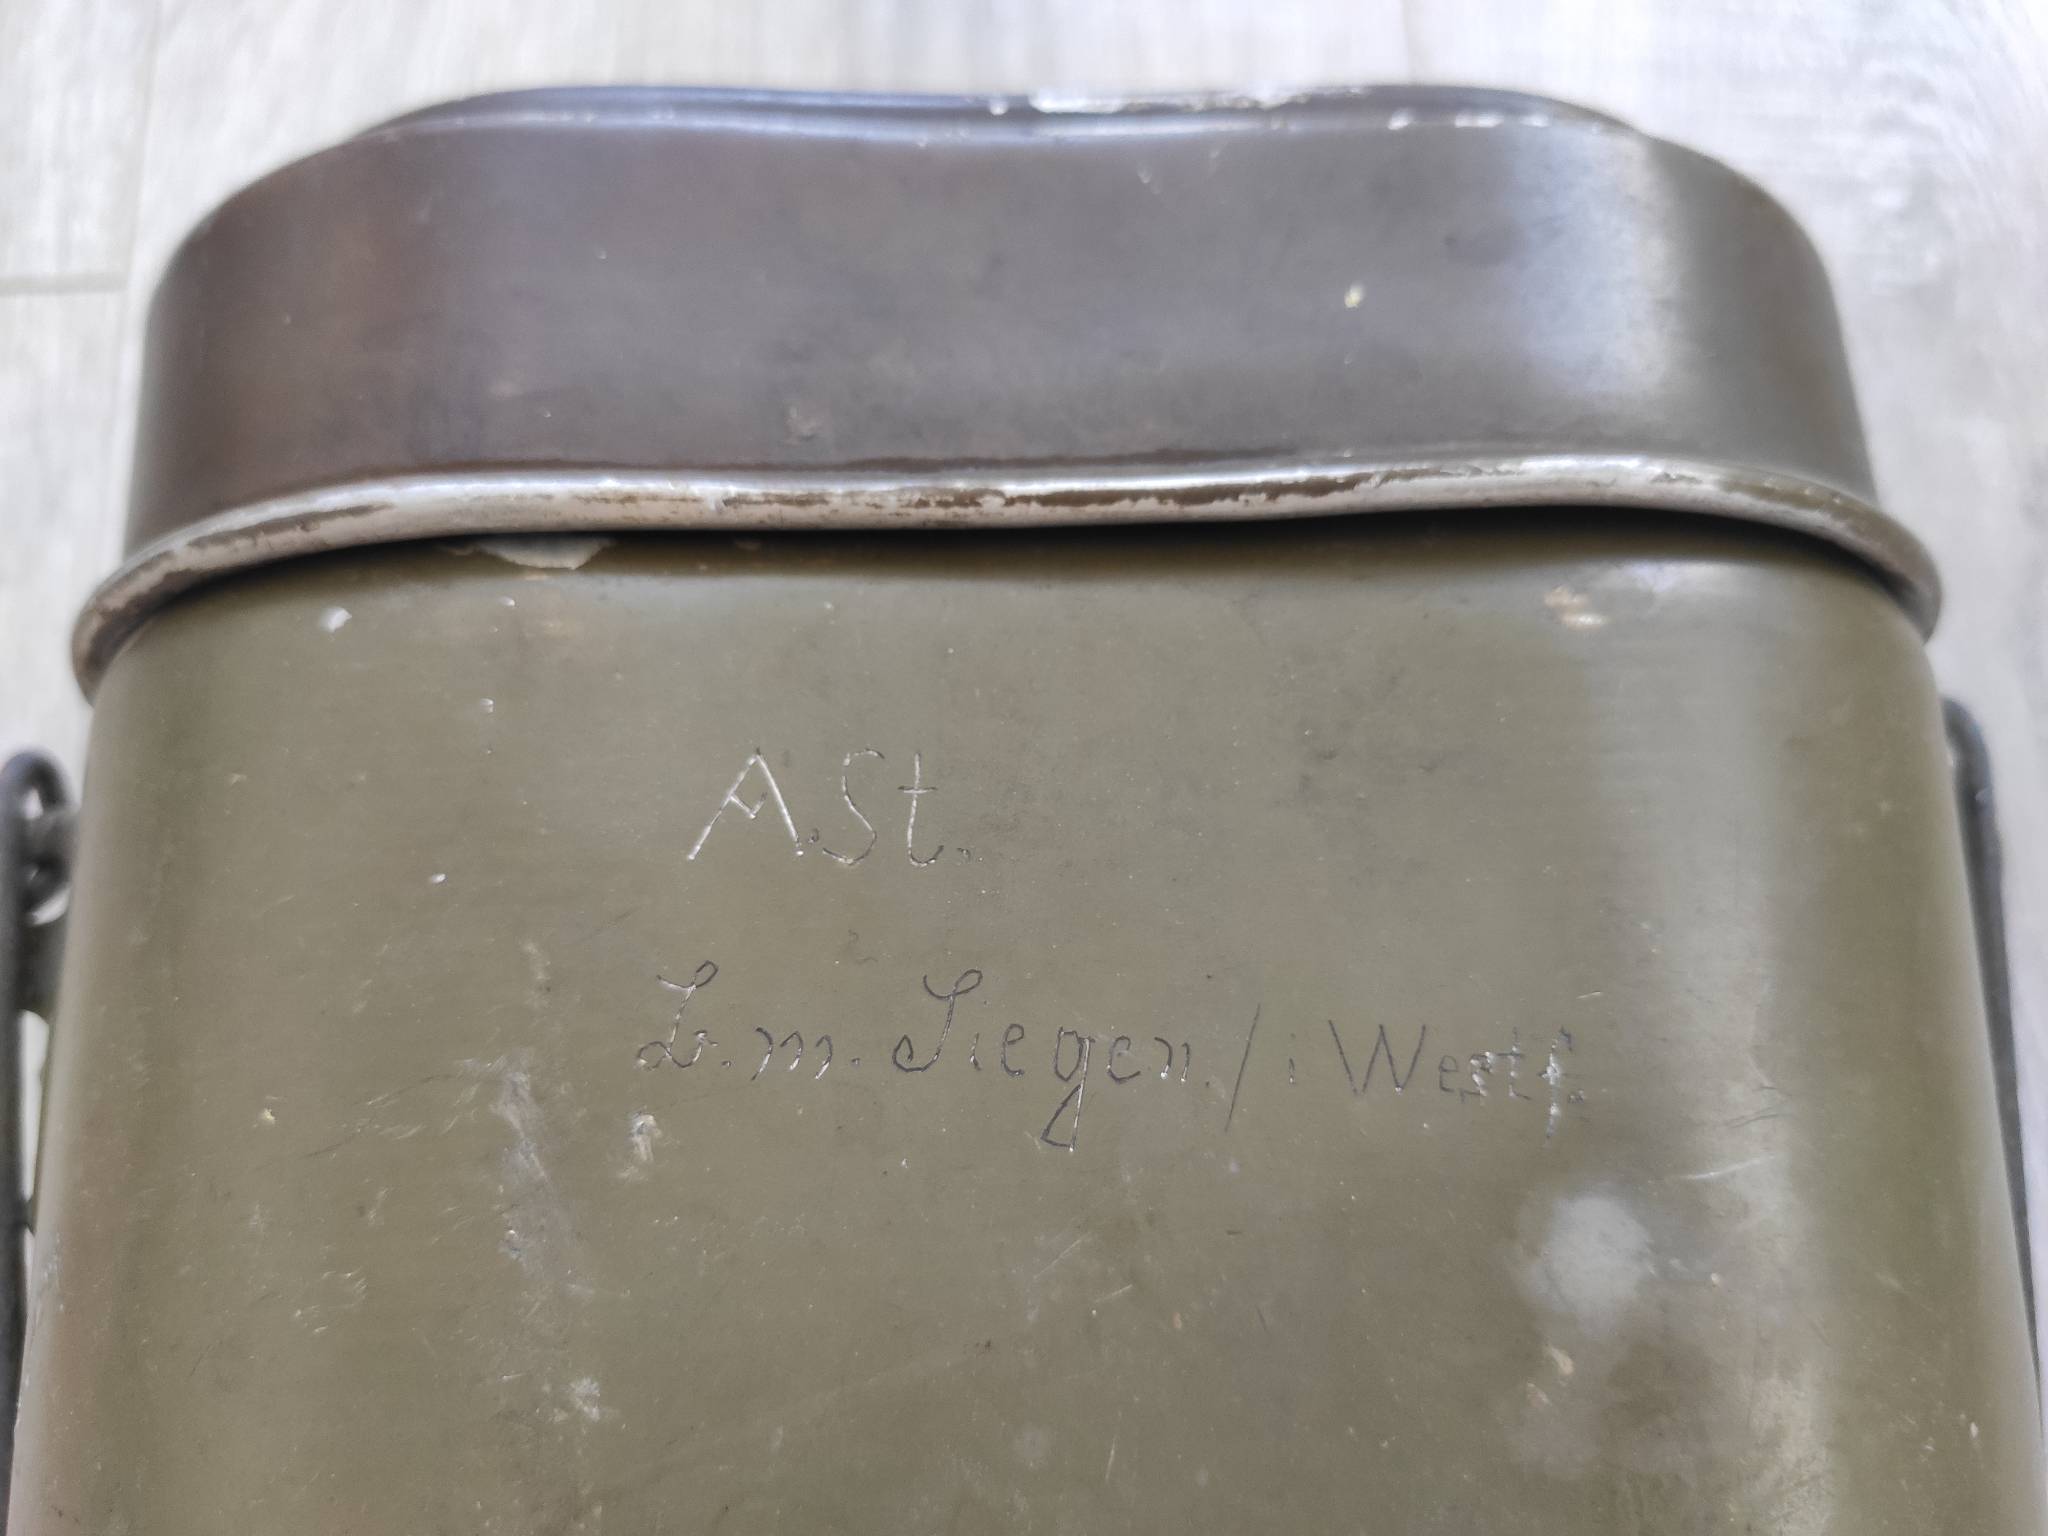 A.St.
L.m. Siegen./i Westf.